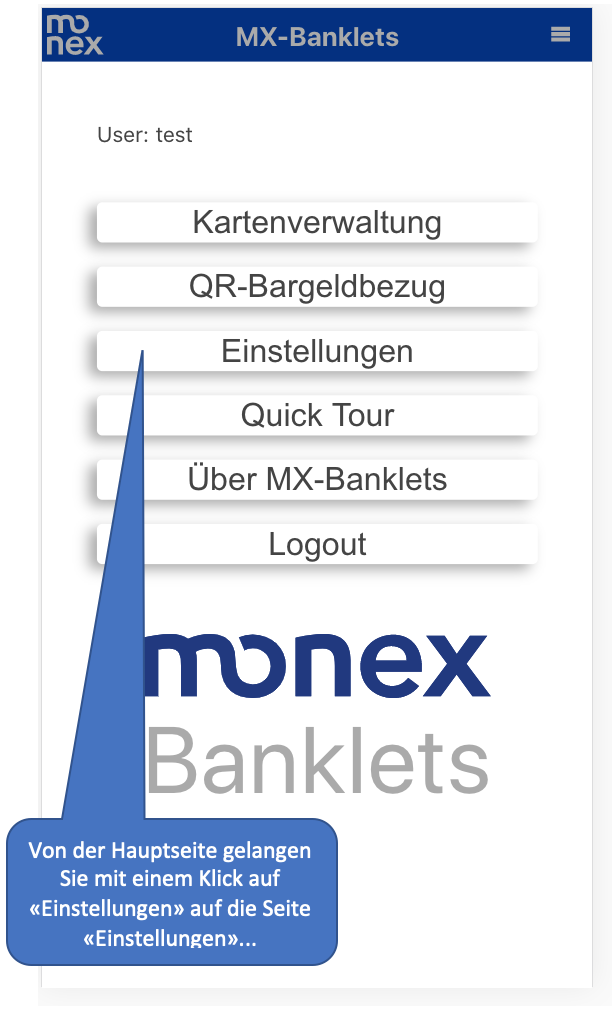 monex
MX-Banklets
User: test
Kartenverwaltung
QR-Bargeldbezug
Einstellungen
Quick Tour
Über MX-Banklets
Logout
monex
Banklets
Von der Hauptseite gelangen
Sie mit einem Klick auf
«Einstellungen» auf die Seite
«Einstellungen»...